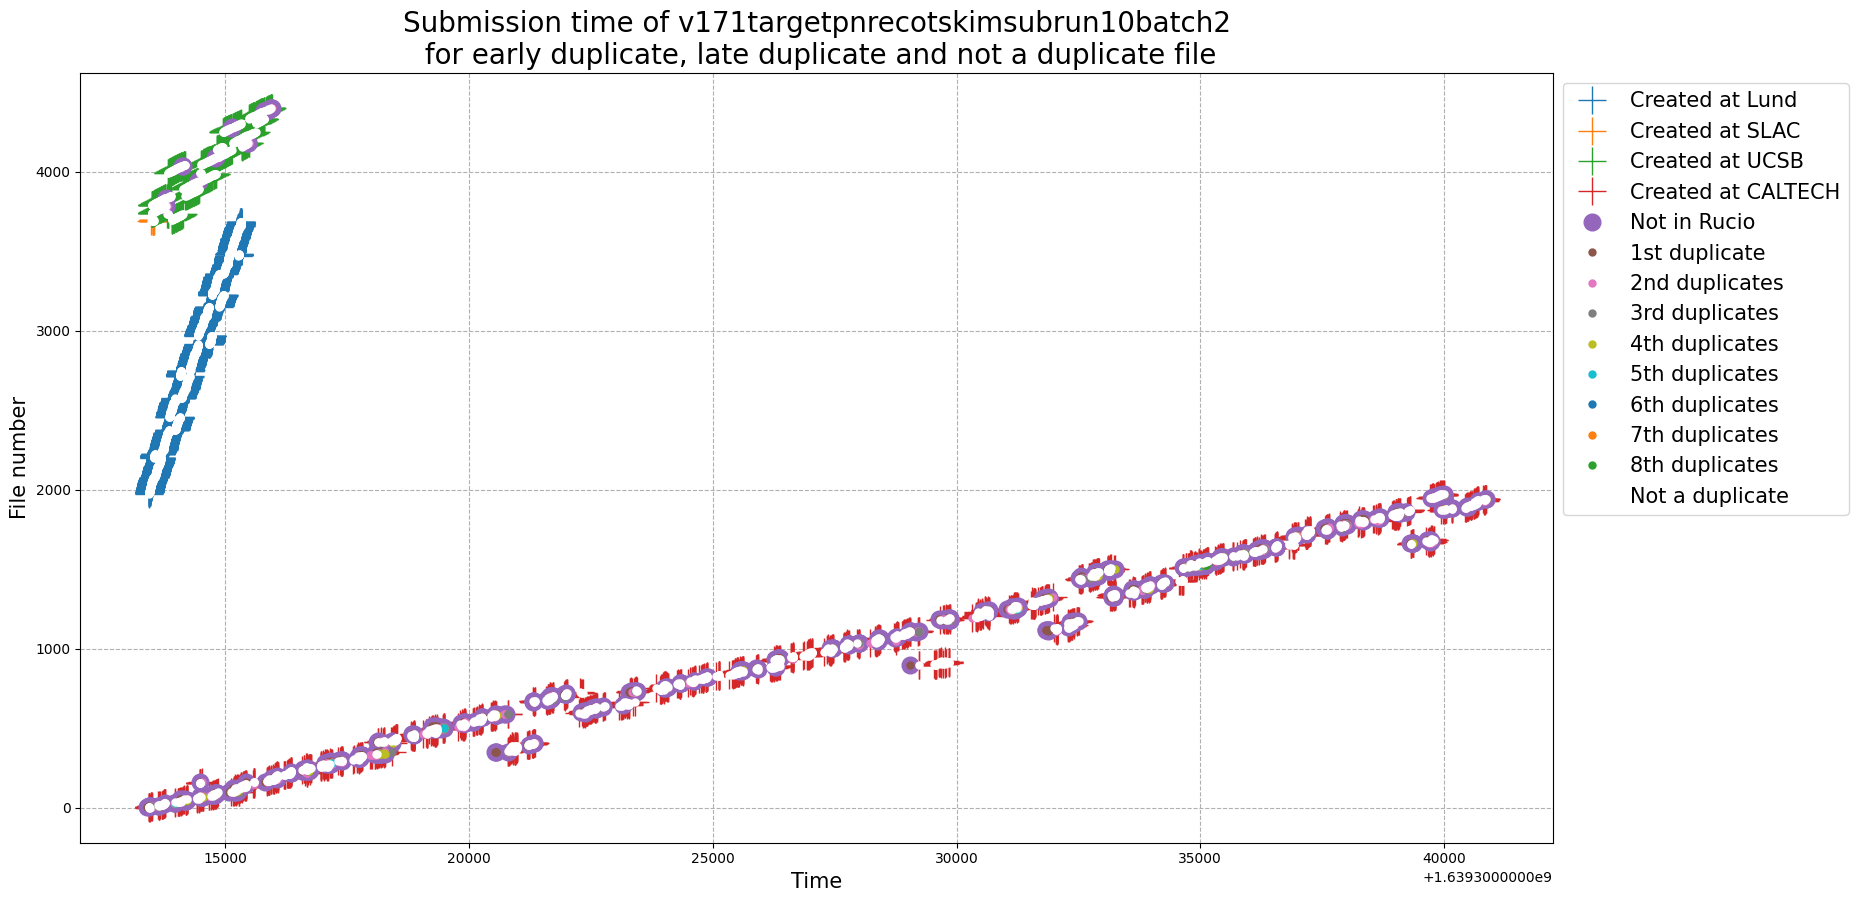 Submission time of v171targetpnrecotskimsubrun10batch2
for early duplicate, late duplicate and not a duplicate file
Created at Lund
Created at SLAC
Created at UCSB
Created at CALTECH
Not in Rucio
1st duplicate
2nd duplicates
3rd duplicates
4th duplicates
5th duplicates
6th duplicates
7th duplicates
8th duplicates
Not a duplicate
File number
4000
3000
2000
1000
0
15000 20000 25000 30000 35000 40000
+1.6393000000e9
Time